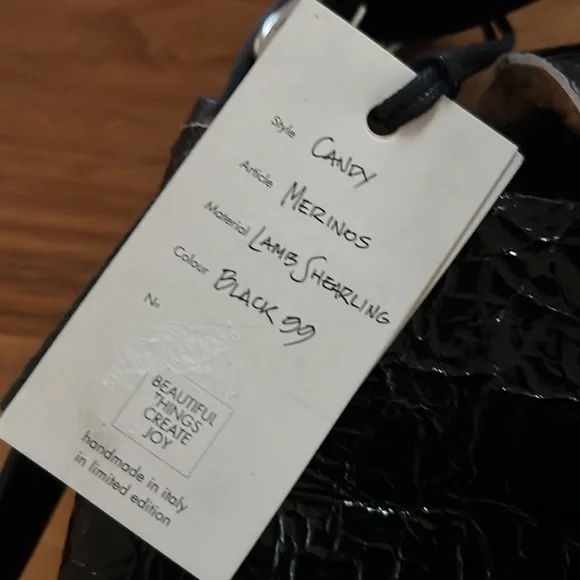 Style CANDY
Article MERINOS
Material LAMB SHEARLING
Colour BLACK 99
No
BEAUTIFUL
THINGS
CREATE
JOY
handmade in italy
in limited edition